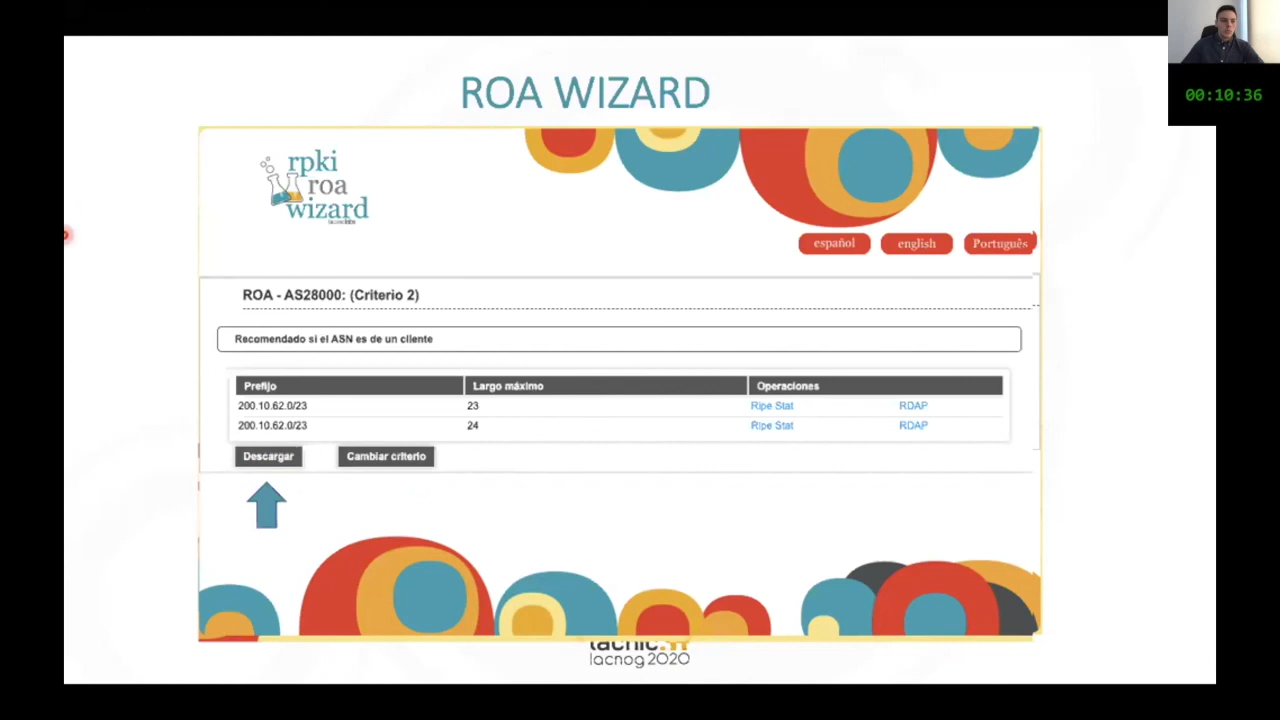 ROA WIZARD
00:10:36
rpki
roa
wizard
español
english
Português
ROA - AS28000: (Criterio 2)
Recomendado si el ASN es de un cliente
Prefijo Largo máximo Operaciones
200.10.62.0/23 23 Ripe Stat RDAP
200.10.62.0/23 24 Ripe Stat RDAP
Descargar Cambiar criterio
lacnog2020